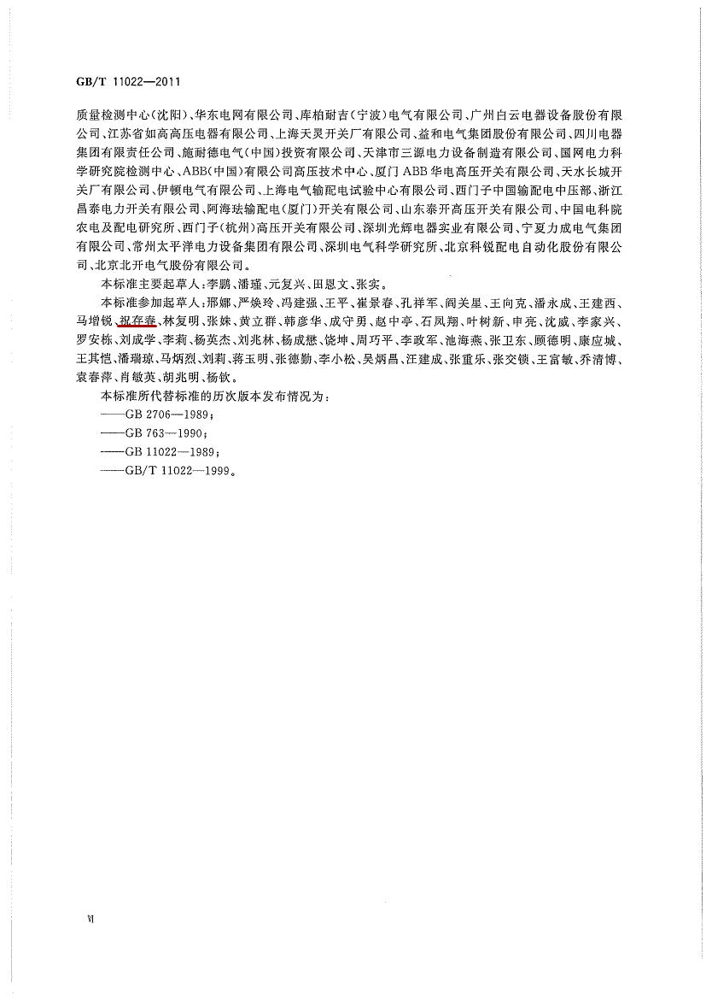 GB/T 11022—2011
质量检测中心(沈阳)、华东电网有限公司、库柏耐吉(宁波)电气有限公司、广州白云电器设备股份有限
公司、江苏省如高高压电器有限公司、上海天灵开关厂有限公司、益和电气集团股份有限公司、四川电器
集团有限责任公司、施耐德电气(中国)投资有限公司、天津市三源电力设备制造有限公司、国网电力科
学研究院检测中心、ABB(中国)有限公司高压技术中心、厦门 ABB 华电高压开关有限公司、天水长城开
关厂有限公司、伊顿电气有限公司、上海电气输配电试验中心有限公司、西门子中国输配电中压部、浙江
昌泰电力开关有限公司、阿海珐输配电(厦门)开关有限公司、山东泰开高压开关有限公司、中国电科院
农电及配电研究所、西门子(杭州)高压开关有限公司、深圳光辉电器实业有限公司、宁夏力成电气集团
有限公司、常州太平洋电力设备集团有限公司、深圳电气科学研究所、北京科锐配电自动化股份有限公
司、北京北开电气股份有限公司。
本标准主要起草人:李鹏、潘瑾、元复兴、田恩文、张实。
本标准参加起草人:邢娜、严焕玲、冯建强、王平、崔景春、孔祥军、阎关星、王向克、潘永成、王建西、
马增锐、祝存春、林复明、张姝、黄立群、韩彦华、成守勇、赵中亭、石凤翔、叶树新、申亮、沈威、李家兴、
罗安栋、刘成学、李莉、杨英杰、刘兆林、杨成懋、饶坤、周巧平、李政军、池海燕、张卫东、顾德明、康应城、
王其恺、潘瑞琼、马炳烈、刘莉、蒋玉明、张德勤、李小松、吴炳昌、汪建成、张重乐、张交锁、王富敏、乔清博、
袁春萍、肖敏英、胡兆明、杨钦。
本标准所代替标准的历次版本发布情况为:
——GB 2706—1989;
——GB 763—1990;
——GB 11022—1989;
——GB/T 11022—1999。
Ⅵ